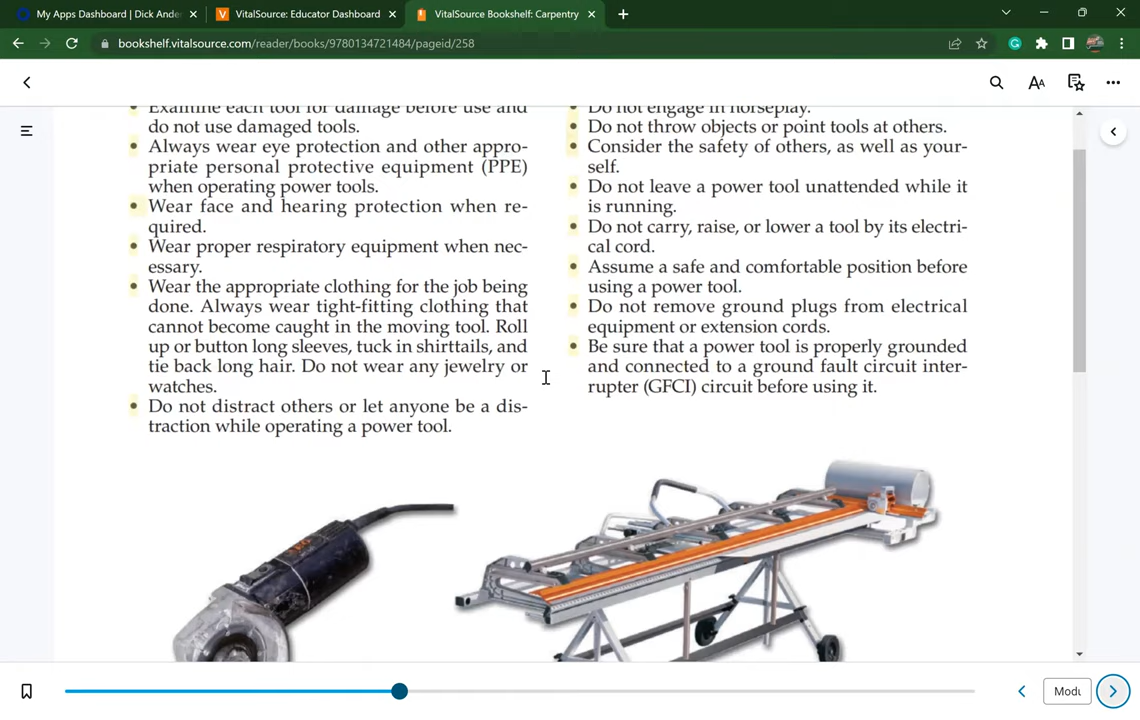 My Apps Dashboard | Dick Ande
VitalSource: Educator Dashboard
VitalSource Bookshelf: Carpentry
bookshelf.vitalsource.com/reader/books/9780134721484/pageid/258
Examine each tool for damage before use and
do not use damaged tools.
Always wear eye protection and other appro-
priate personal protective equipment (PPE)
when operating power tools.
Wear face and hearing protection when re-
quired.
Wear proper respiratory equipment when nec-
essary.
Wear the appropriate clothing for the job being
done. Always wear tight-fitting clothing that
cannot become caught in the moving tool. Roll
up or button long sleeves, tuck in shirttails, and
tie back long hair. Do not wear any jewelry or
watches.
Do not distract others or let anyone be a dis-
traction while operating a power tool.
Do not engage in horseplay.
Do not throw objects or point tools at others.
Consider the safety of others, as well as your-
self.
Do not leave a power tool unattended while it
is running.
Do not carry, raise, or lower a tool by its electri-
cal cord.
Assume a safe and comfortable position before
using a power tool.
Do not remove ground plugs from electrical
equipment or extension cords.
Be sure that a power tool is properly grounded
and connected to a ground fault circuit inter-
rupter (GFCI) circuit before using it.
Modu